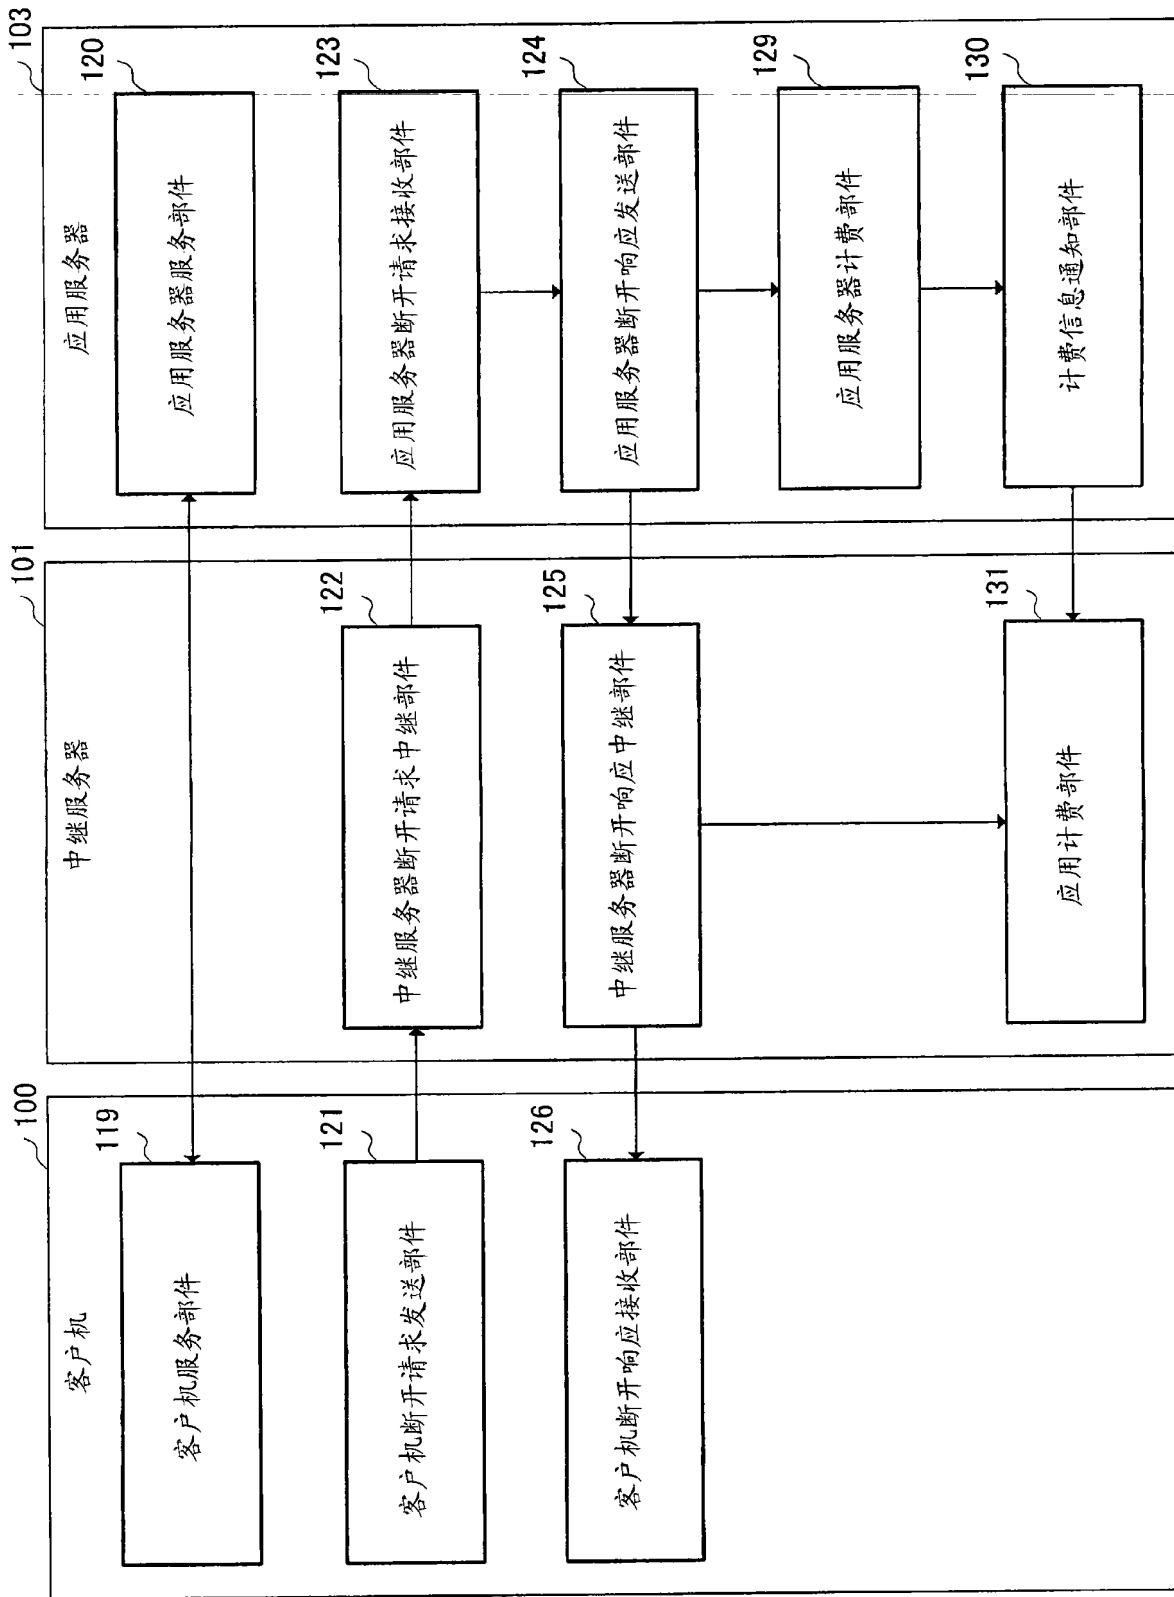 客户机
100
客户机服务部件
119
客户机断开请求发送部件
121
客户机断开响应接收部件
126
中继服务器
101
中继服务器断开请求中继部件
122
中继服务器断开响应中继部件
125
应用计费部件
131
应用服务器
103
应用服务器服务部件
120
应用服务器断开请求接收部件
123
应用服务器断开响应发送部件
124
应用服务器计费部件
129
计费信息通知部件
130